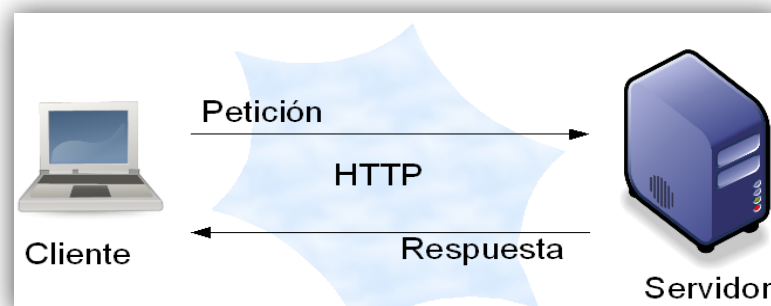 Petición
HTTP
Respuesta
Cliente
Servidor